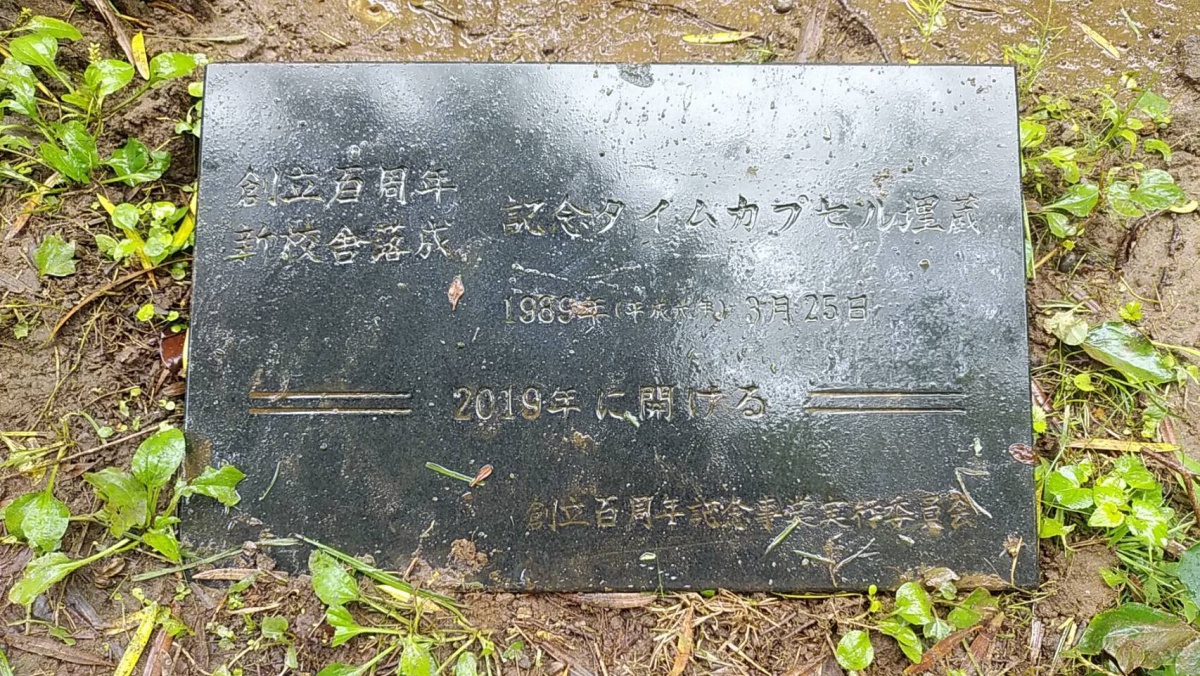 創立百周年
新校舎落成
記念タイムカプセル埋蔵
1989年(平成元年)3月25日
2019年に開ける
創立百周年記念事業実行委員会